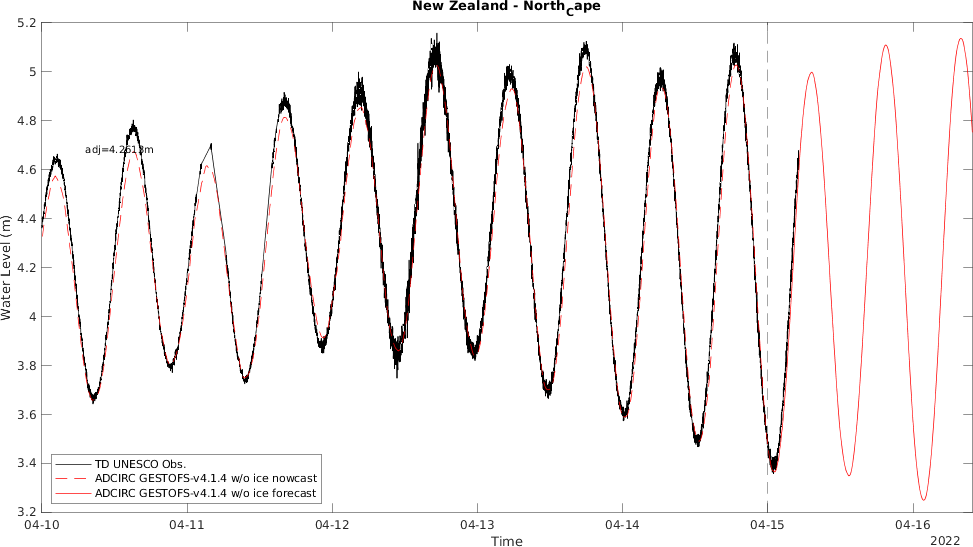 New Zealand - NorthCape
5.2
5
4.8
4.6
4.4
4.2
4
3.8
3.6
3.4
3.2
Water Level (m)
adj=4.2613m
TD UNESCO Obs.
ADCIRC GESTOFS-v4.1.4 w/o ice nowcast
ADCIRC GESTOFS-v4.1.4 w/o ice forecast
04-10 04-11 04-12 04-13 04-14 04-15 04-16
Time
2022